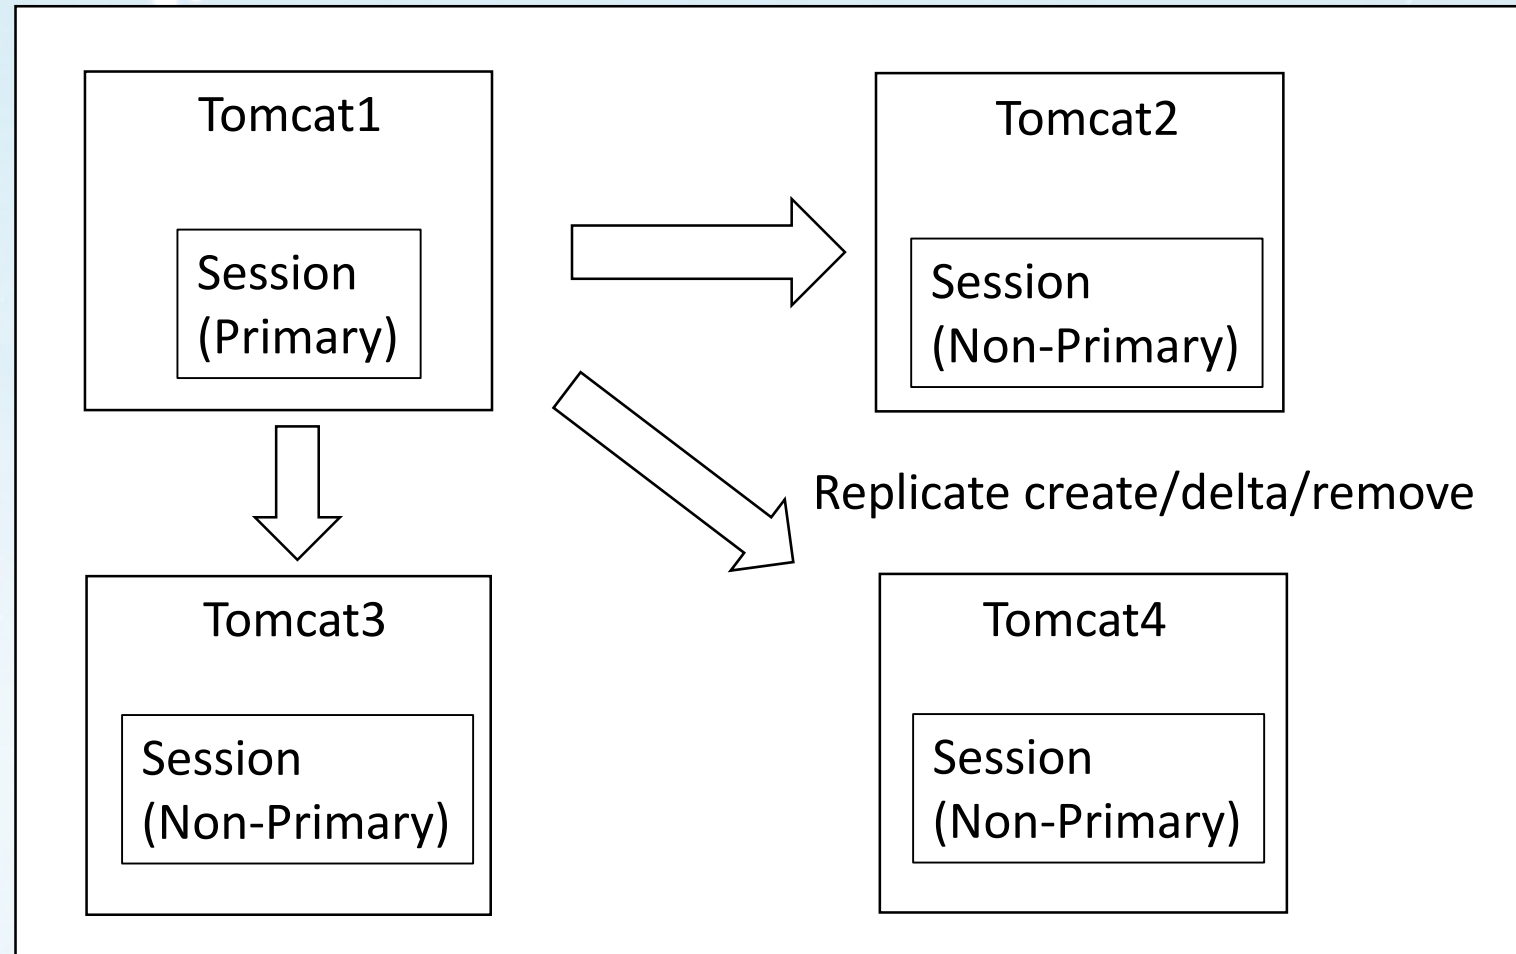 Tomcat1
Session
(Primary)
Tomcat2
Session
(Non-Primary)
Replicate create/delta/remove
Tomcat3
Session
(Non-Primary)
Tomcat4
Session
(Non-Primary)